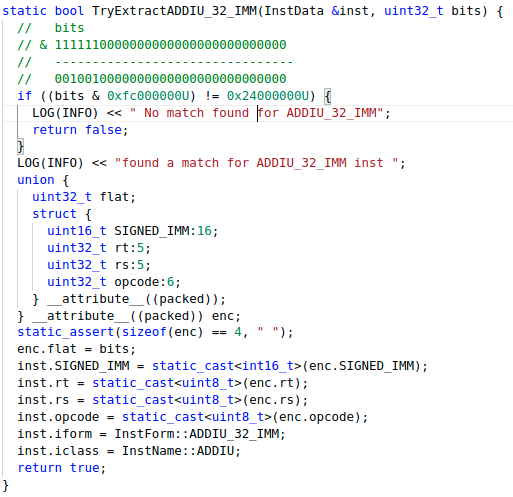 static bool TryExtractADDIU_32_IMM(InstData &inst, uint32_t bits) {
  //   bits
  // & 11111100000000000000000000000000
  //   --------------------------------
  //   00100100000000000000000000000000
  if ((bits & 0xfc000000U) != 0x24000000U) {
    LOG(INFO) << " No match found for ADDIU_32_IMM";
    return false;
  }
  LOG(INFO) << "found a match for ADDIU_32_IMM inst ";
  union {
    uint32_t flat;
    struct {
      uint16_t SIGNED_IMM:16;
      uint32_t rt:5;
      uint32_t rs:5;
      uint32_t opcode:6;
    } __attribute__((packed));
  } __attribute__((packed)) enc;
  static_assert(sizeof(enc) == 4, " ");
  enc.flat = bits;
  inst.SIGNED_IMM = static_cast<int16_t>(enc.SIGNED_IMM);
  inst.rt = static_cast<uint8_t>(enc.rt);
  inst.rs = static_cast<uint8_t>(enc.rs);
  inst.opcode = static_cast<uint8_t>(enc.opcode);
  inst.iform = InstForm::ADDIU_32_IMM;
  inst.iclass = InstName::ADDIU;
  return true;
}